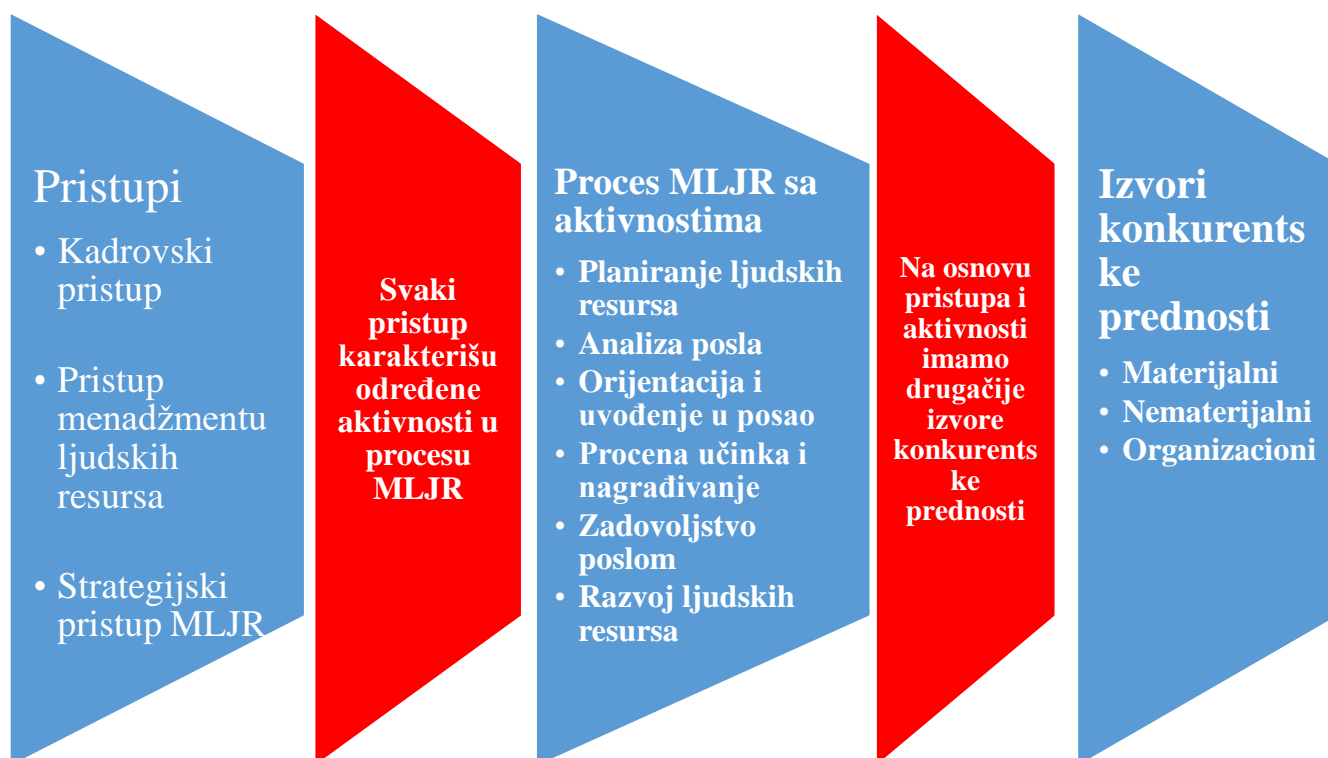 Pristupi
• Kadrovski
pristup
• Pristup
menadžmentu
ljudskih
resursa
• Strategijski
pristup MLJR
Svaki
pristup
karakterišu
određene
aktivnosti u
procesu
MLJR
Proces MLJR sa
aktivnostima
• Planiranje ljudskih
resursa
• Analiza posla
• Orijentacija i
uvođenje u posao
• Procena učinka i
nagrađivanje
• Zadovoljstvo
poslom
• Razvoj ljudskih
resursa
Na osnovu
pristupa i
aktivnosti
imamo
drugačije
izvore
konkurents
ke
prednosti
Izvori
konkurents
ke
prednosti
• Materijalni
• Nematerijalni
• Organizacioni